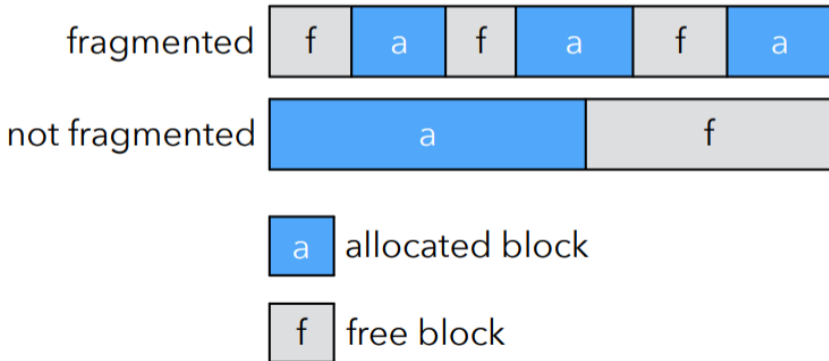 fragmented f a f a f a
not fragmented a f
a allocated block
f free block